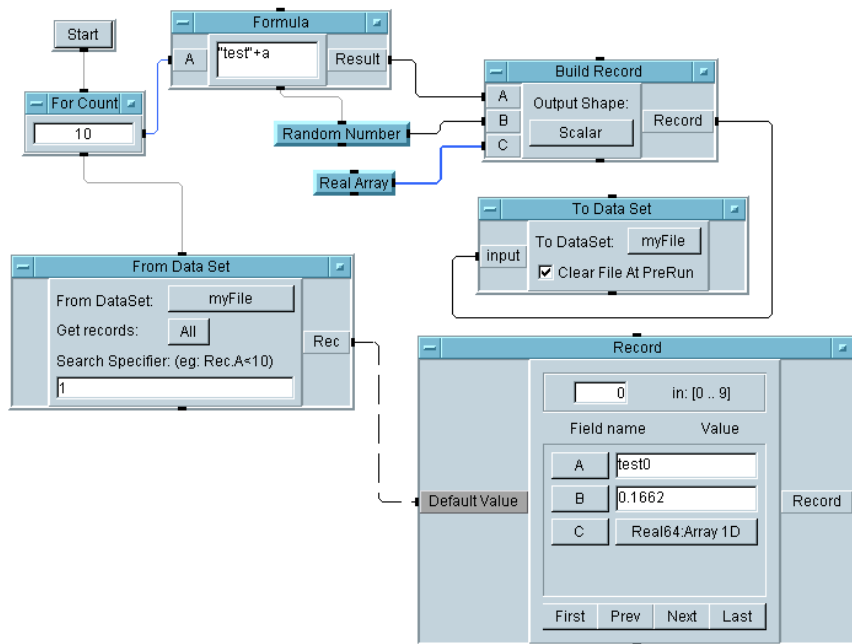 Start
Formula
A
"test"+a
Result
For Count
10
Random Number
Real Array
Build Record
A
B
C
Output Shape:
Scalar
Record
To Data Set
input
To DataSet:
myFile
Clear File At PreRun
From Data Set
From DataSet:
myFile
Get records:
All
Search Specifier: (eg: Rec.A<10)
1
Rec
Record
Default Value
0
in: [0 .. 9]
Field name Value
A test0
B 0.1662
C Real64:Array 1D
Record
First Prev Next Last